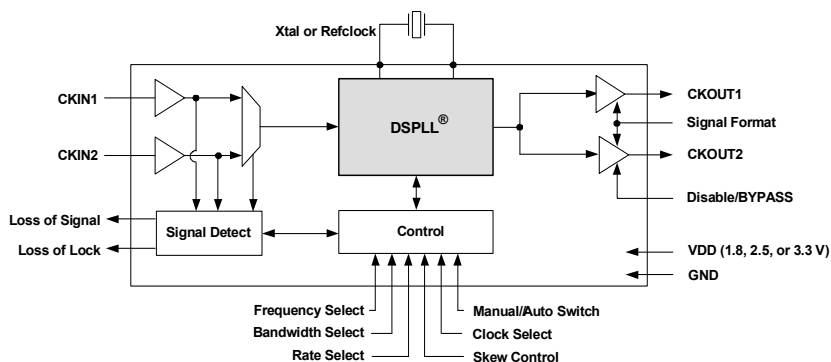 Xtal or Refclock
CKIN1
CKIN2
DSPLL®
CKOUT1
Signal Format
CKOUT2
Disable/BYPASS
Loss of Signal
Loss of Lock
Signal Detect
Control
VDD (1.8, 2.5, or 3.3 V)
GND
Frequency Select
Bandwidth Select
Rate Select
Manual/Auto Switch
Clock Select
Skew Control